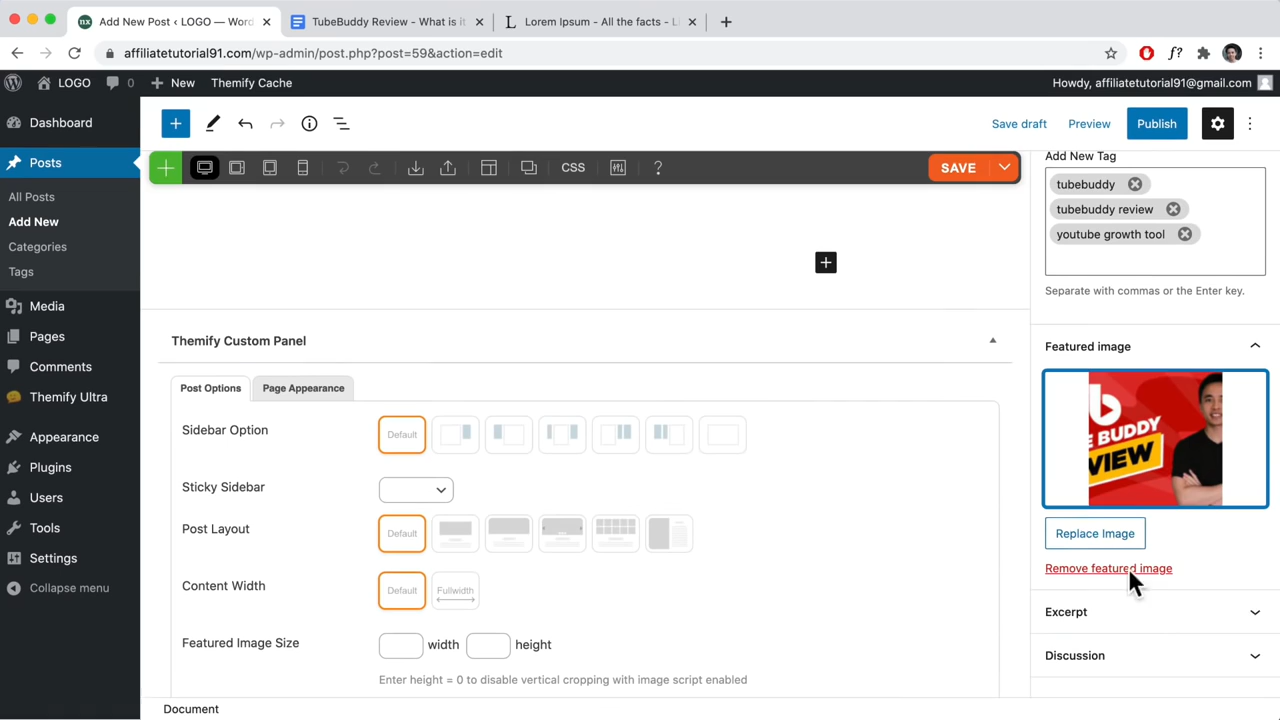 Add New Post ‹ LOGO — Word
TubeBuddy Review - What is it
Lorem Ipsum - All the facts - L
affiliatetutorial91.com/wp-admin/post.php?post=59&action=edit
f?
LOGO
0
New
Themify Cache
Howdy, affiliatetutorial91@gmail.com
Dashboard
Posts
All Posts
Add New
Categories
Tags
Media
Pages
Comments
Themify Ultra
Appearance
Plugins
Users
Tools
Settings
Collapse menu
Save draft
Preview
Publish
CSS
?
SAVE
Themify Custom Panel
Post Options
Page Appearance
Sidebar Option
Default
Sticky Sidebar
Post Layout
Default
Content Width
Default
Fullwidth
Featured Image Size
width
height
Enter height = 0 to disable vertical cropping with image script enabled
Document
Add New Tag
tubebuddy
tubebuddy review
youtube growth tool
Separate with commas or the Enter key.
Featured image
E BUDDY
VIEW
Replace Image
Remove featured image
Excerpt
Discussion